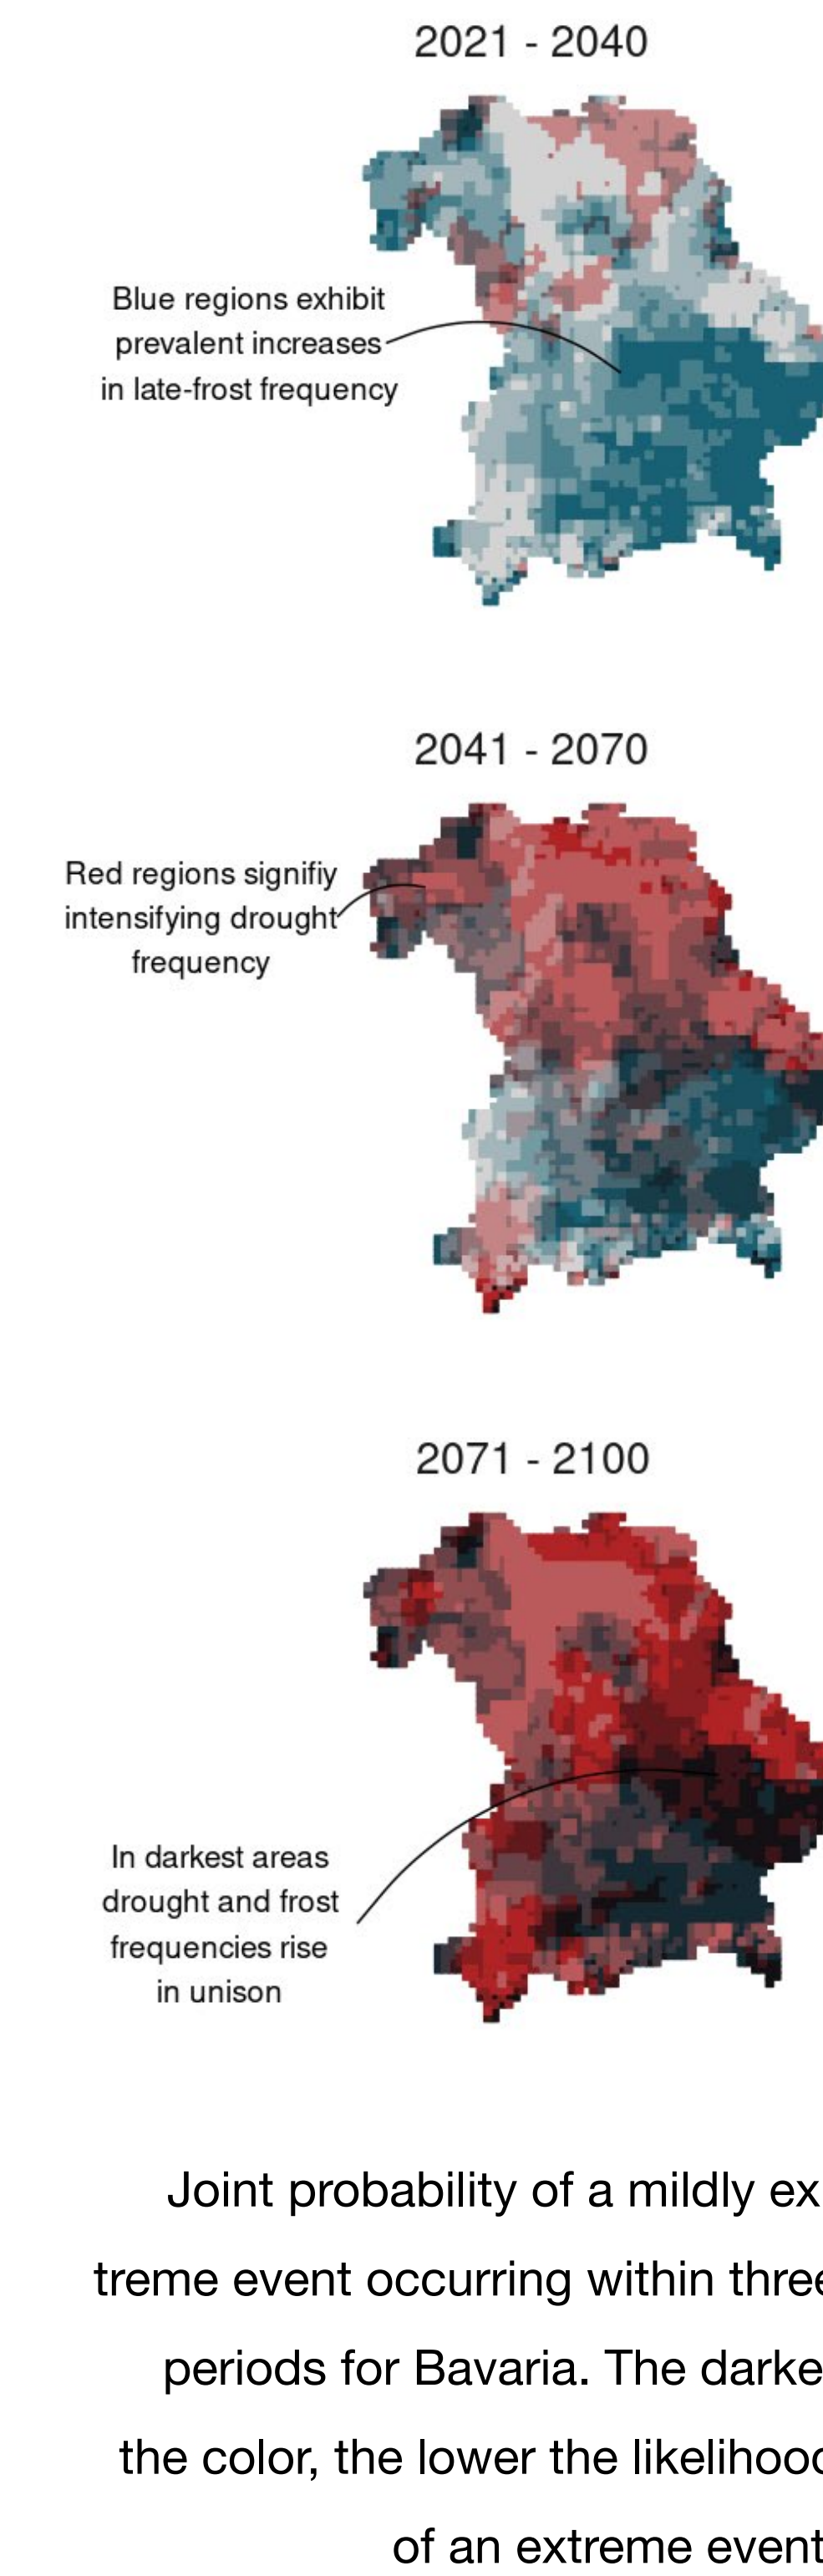 2021 - 2040
Blue regions exhibit
prevalent increases
in late-frost frequency
2041 - 2070
Red regions signifiy
intensifying drought
frequency
2071 - 2100
In darkest areas
drought and frost
frequencies rise
in unison
Joint probability of a mildly ex
treme event occurring within three
periods for Bavaria. The darke
the color, the lower the likelihood
of an extreme event